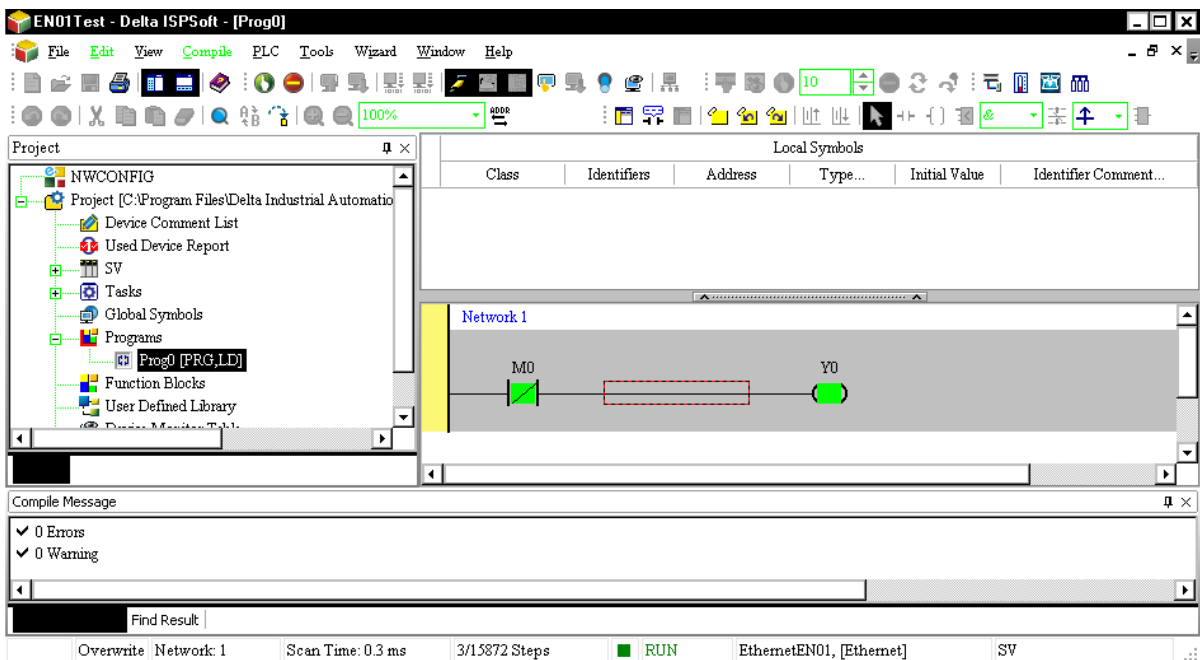 EN01Test - Delta ISPSoft - [Prog0]
File Edit View Compile PLC Tools Wizard Window Help
10
100% ADDR &
Project
NWCONFIG
Project [C:\Program Files\Delta Industrial Automatio
Device Comment List
Used Device Report
SV
Tasks
Global Symbols
Programs
Prog0 [PRG,LD]
Function Blocks
User Defined Library
Local Symbols
Class Identifiers Address Type... Initial Value Identifier Comment...
Network 1
M0 Y0
Compile Message
0 Errors
0 Warning
Find Result
Overwrite Network: 1 Scan Time: 0.3 ms 3/15872 Steps RUN EthernetEN01, [Ethernet] SV